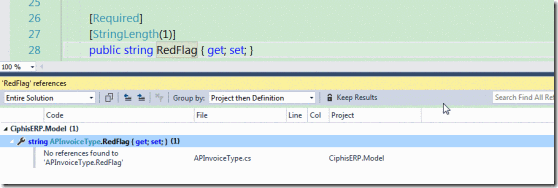 25
26 [Required]
27 [StringLength(1)]
28 public string RedFlag { get; set; }
100 %
'RedFlag' references
Entire Solution Group by: Project then Definition Keep Results Search Find All Ref
Code File Line Col Project
CiphisERP.Model (1)
string APInvoiceType.RedFlag { get; set; } (1)
No references found to 'APInvoiceType.RedFlag' APInvoiceType.cs CiphisERP.Model